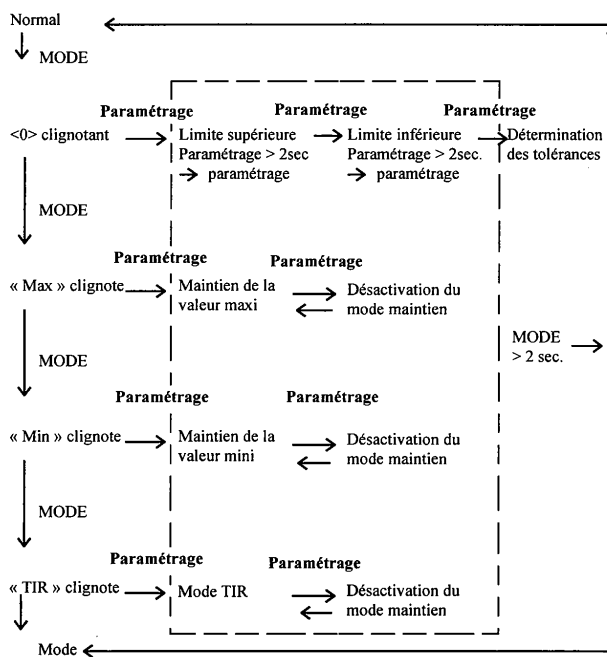 Normal
MODE
Paramétrage Paramétrage Paramétrage
<0> clignotant Limite supérieure Limite inférieure Détermination
Paramétrage > 2sec Paramétrage > 2sec. des tolérances
paramétrage paramétrage
MODE
Paramétrage Paramétrage
« Max » clignote Maintien de la Désactivation du
valeur maxi mode maintien
MODE
> 2 sec.
MODE
Paramétrage Paramétrage
« Min » clignote Maintien de la Désactivation du
valeur mini mode maintien
MODE
Paramétrage Paramétrage
« TIR » clignote Mode TIR Désactivation du
mode maintien
Mode